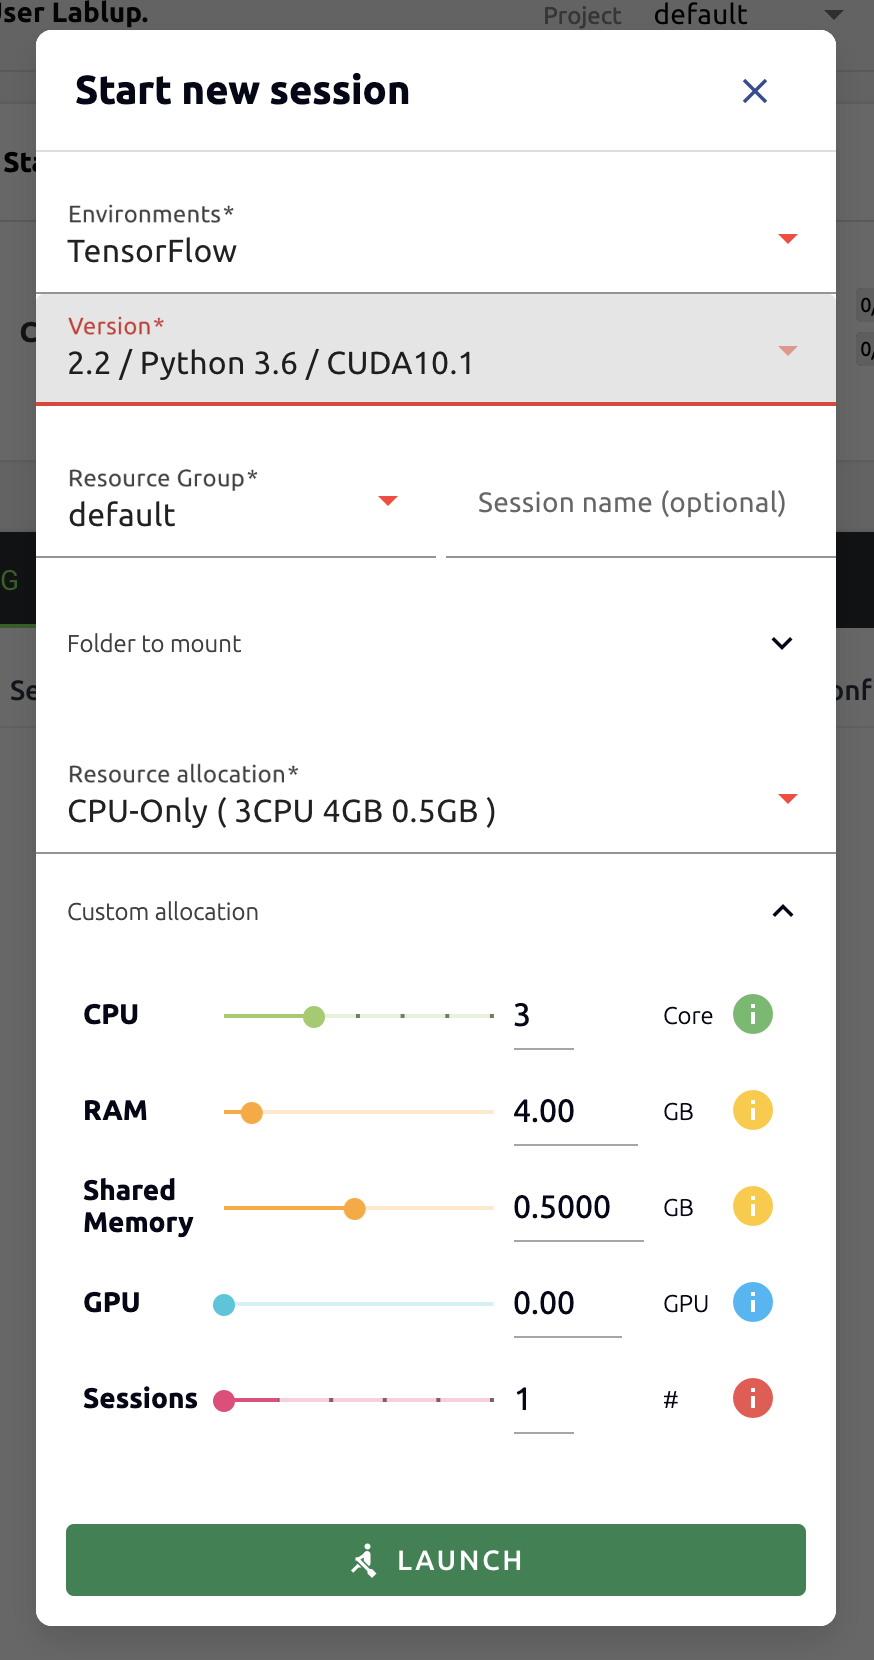 User Lablup.
Project default
Start new session
Environments*
TensorFlow
Version*
2.2 / Python 3.6 / CUDA10.1
Resource Group*
default
Session name (optional)
Folder to mount
Resource allocation*
CPU-Only ( 3CPU 4GB 0.5GB )
Custom allocation
CPU 3 Core i
RAM 4.00 GB i
Shared
Memory 0.5000 GB i
GPU 0.00 GPU i
Sessions 1 # i
LAUNCH